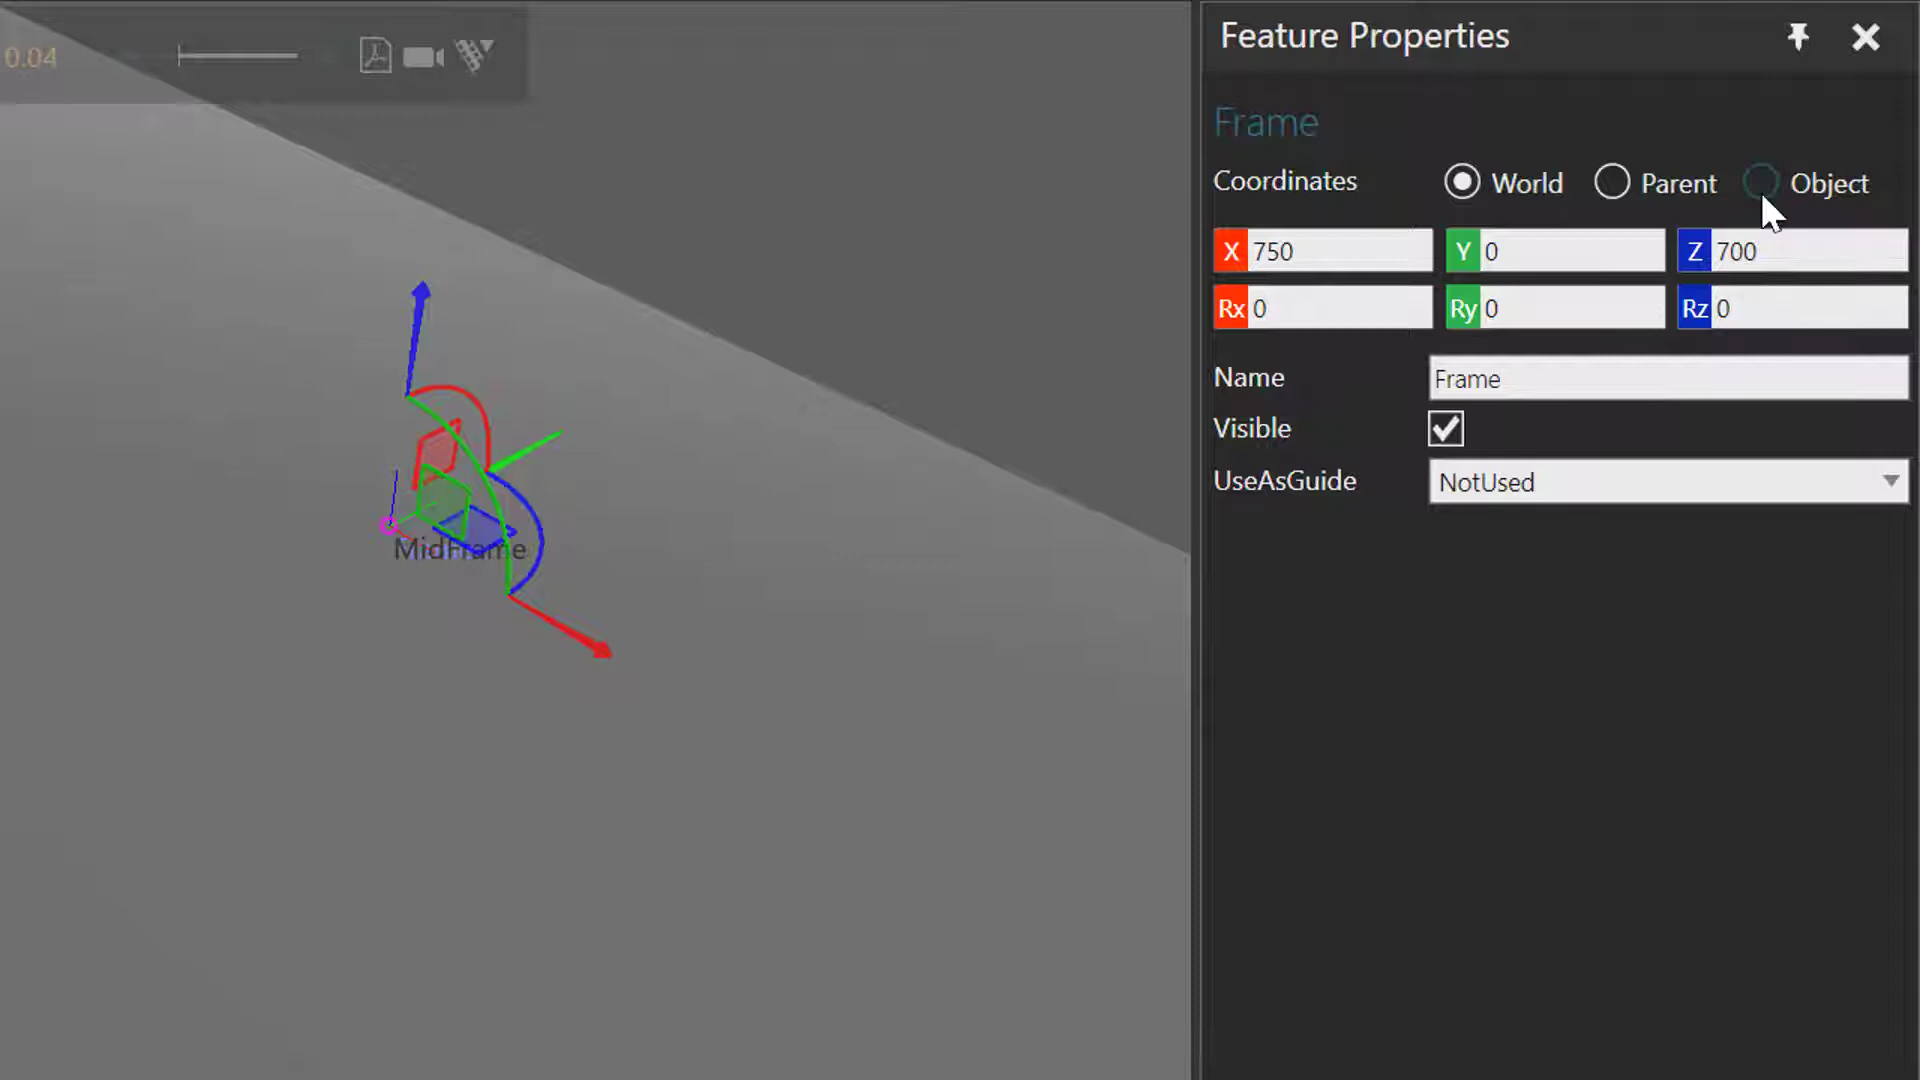 Feature Properties
0.04
Frame
Coordinates World Parent Object
X 750 Y 0 Z 700
Rx 0 Ry 0 Rz 0
Name Frame
Visible
UseAsGuide NotUsed
MidFrame